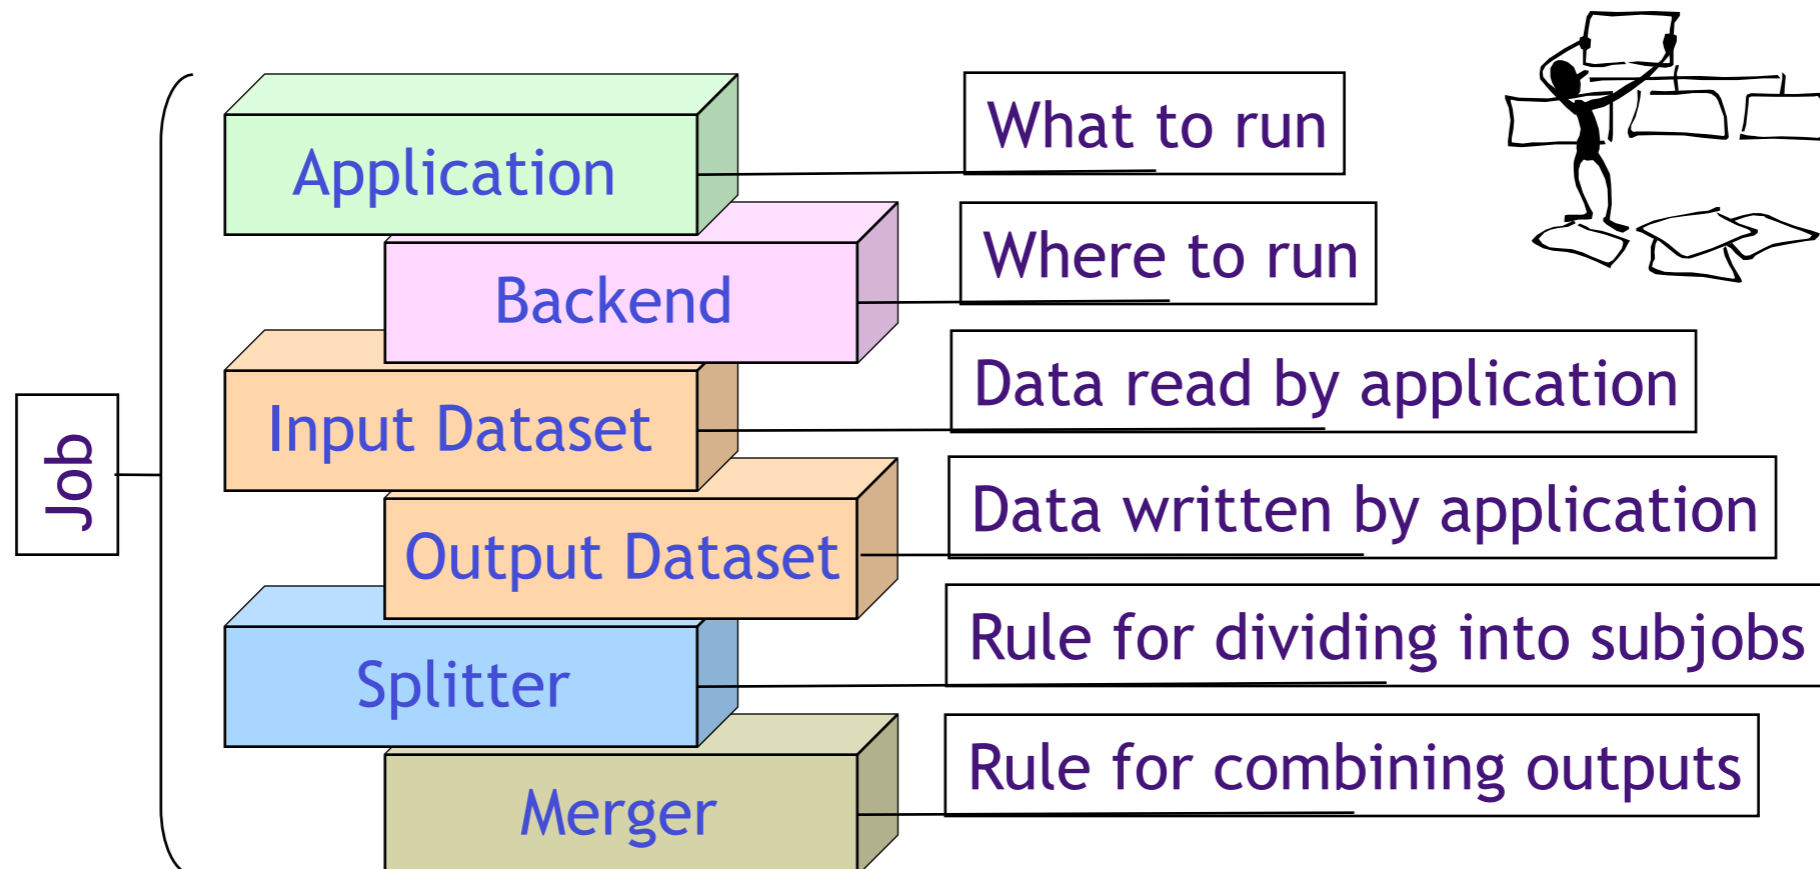 Job
Application
What to run
Backend
Where to run
Input Dataset
Data read by application
Output Dataset
Data written by application
Splitter
Rule for dividing into subjobs
Merger
Rule for combining outputs